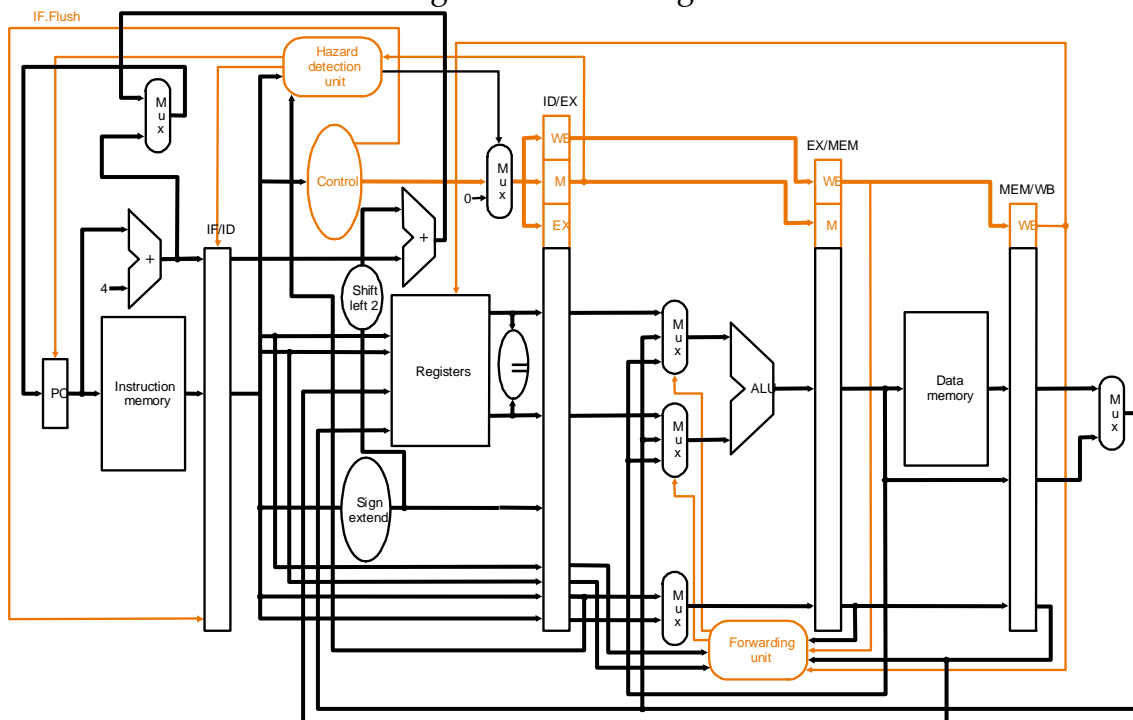 IF.Flush
Hazard
detection
unit
M
u
x
ID/EX
WB
EX/MEM
Control
M
u
x
M
WB
MEM/WB
0
EX
M
WB
IF/ID
+
+
4
Shift
left 2
M
u
x
Registers
=
PC
Instruction
memory
ALU
Data
memory
M
u
x
M
u
x
Sign
extend
M
u
x
Forwarding
unit